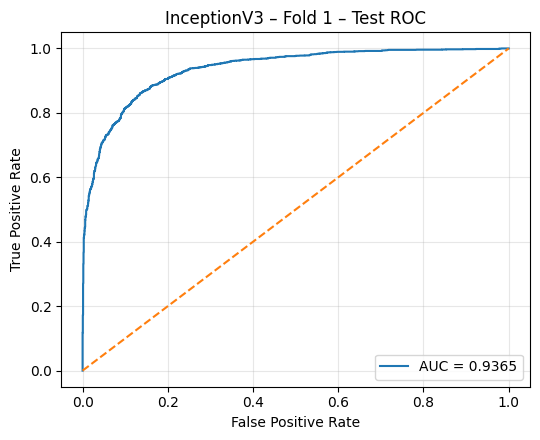 InceptionV3 – Fold 1 – Test ROC
True Positive Rate
1.0
0.8
0.6
0.4
0.2
0.0
AUC = 0.9365
0.0 0.2 0.4 0.6 0.8 1.0
False Positive Rate